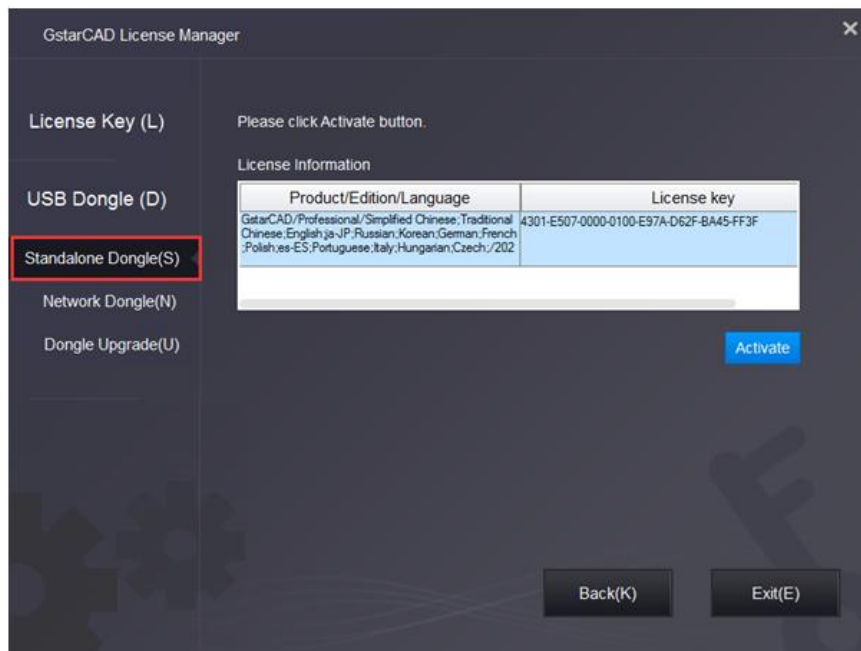 GstarCAD License Manager
License Key (L)
USB Dongle (D)
Standalone Dongle(S)
Network Dongle(N)
Dongle Upgrade(U)
Please click Activate button.
License Information
Product/Edition/Language
License key
GstarCAD/Professional/Simplified Chinese;Traditional
Chinese;English;ja-JP;Russian;Korean;German;French
;Polish;es-ES;Portuguese;Italy;Hungarian;Czech;/202
4301-E507-0000-0100-E97A-D62F-BA45-FF3F
Activate
Back(K)
Exit(E)